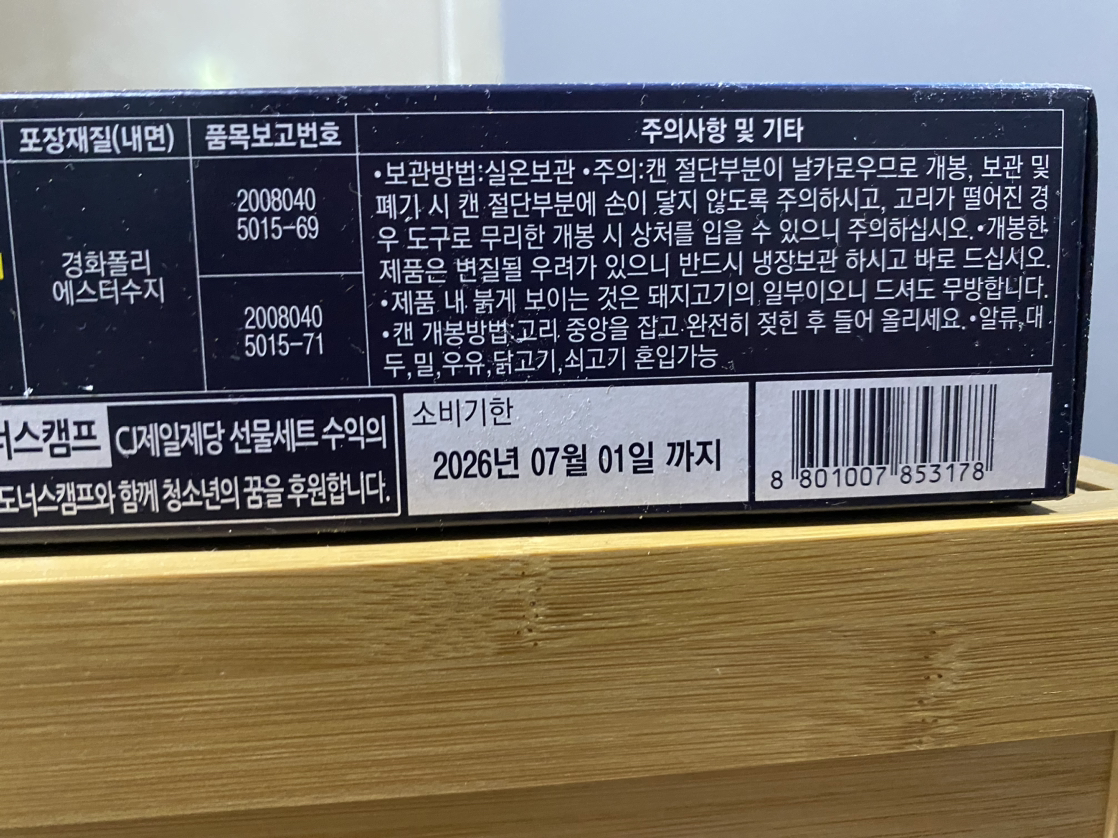 포장재질(내면)
품목보고번호
주의사항 및 기타
경화폴리
에스터수지
2008040
5015-69
2008040
5015-71
•보관방법:실온보관 •주의:캔 절단부분이 날카로우므로 개봉, 보관 및
폐기 시 캔 절단부분에 손이 닿지 않도록 주의하시고, 고리가 떨어진 경
우 도구로 무리한 개봉 시 상처를 입을 수 있으니 주의하십시오.•개봉한
제품은 변질될 우려가 있으니 반드시 냉장보관 하시고 바로 드십시오.
•제품 내 붉게 보이는 것은 돼지고기의 일부이오니 드셔도 무방합니다.
•캔 개봉방법:고리 중앙을 잡고 완전히 젖힌 후 들어 올리세요.•알류,대
두,밀,우유,닭고기,쇠고기 혼입가능
너스캠프 CJ제일제당 선물세트 수익의
도너스캠프와 함께 청소년의 꿈을 후원합니다.
소비기한
2026년 07월 01일 까지
8 801007 853178